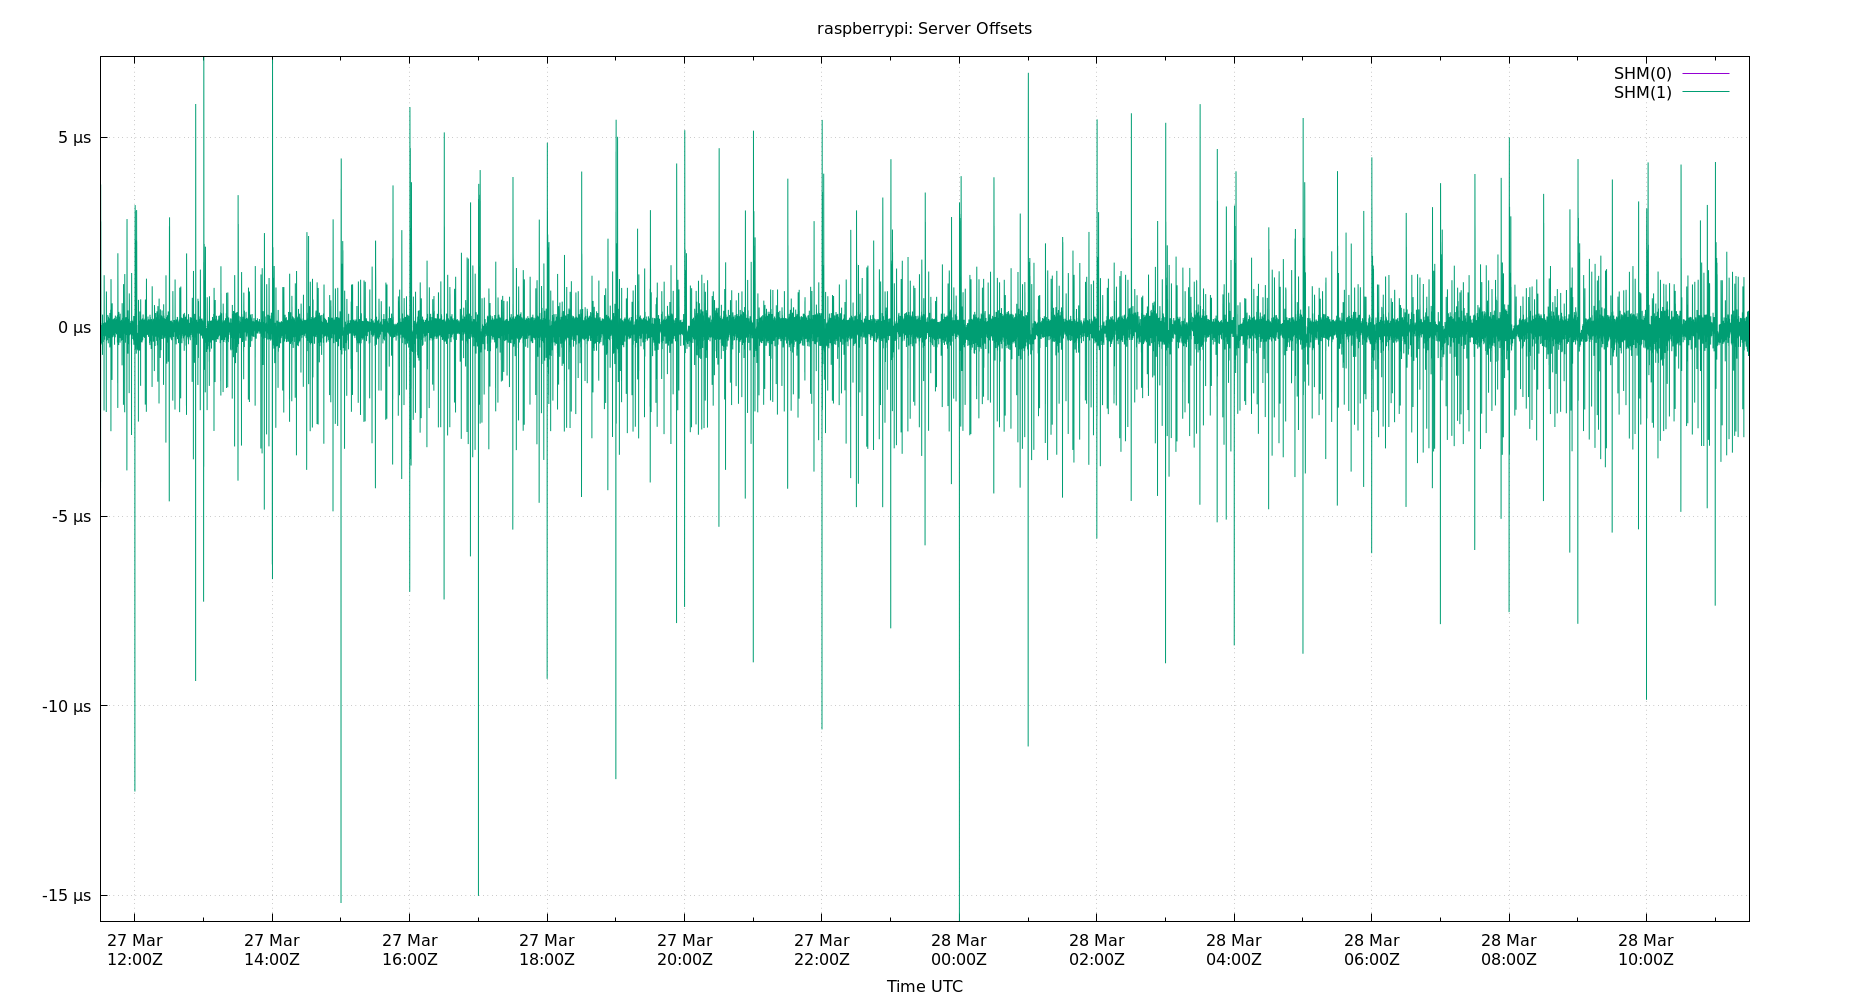 raspberrypi: Server Offsets
SHM(0)
SHM(1)
5 µs
0 µs
-5 µs
-10 µs
-15 µs
27 Mar 27 Mar 27 Mar 27 Mar 27 Mar 27 Mar 28 Mar 28 Mar 28 Mar 28 Mar 28 Mar 28 Mar
12:00Z 14:00Z 16:00Z 18:00Z 20:00Z 22:00Z 00:00Z 02:00Z 04:00Z 06:00Z 08:00Z 10:00Z
Time UTC